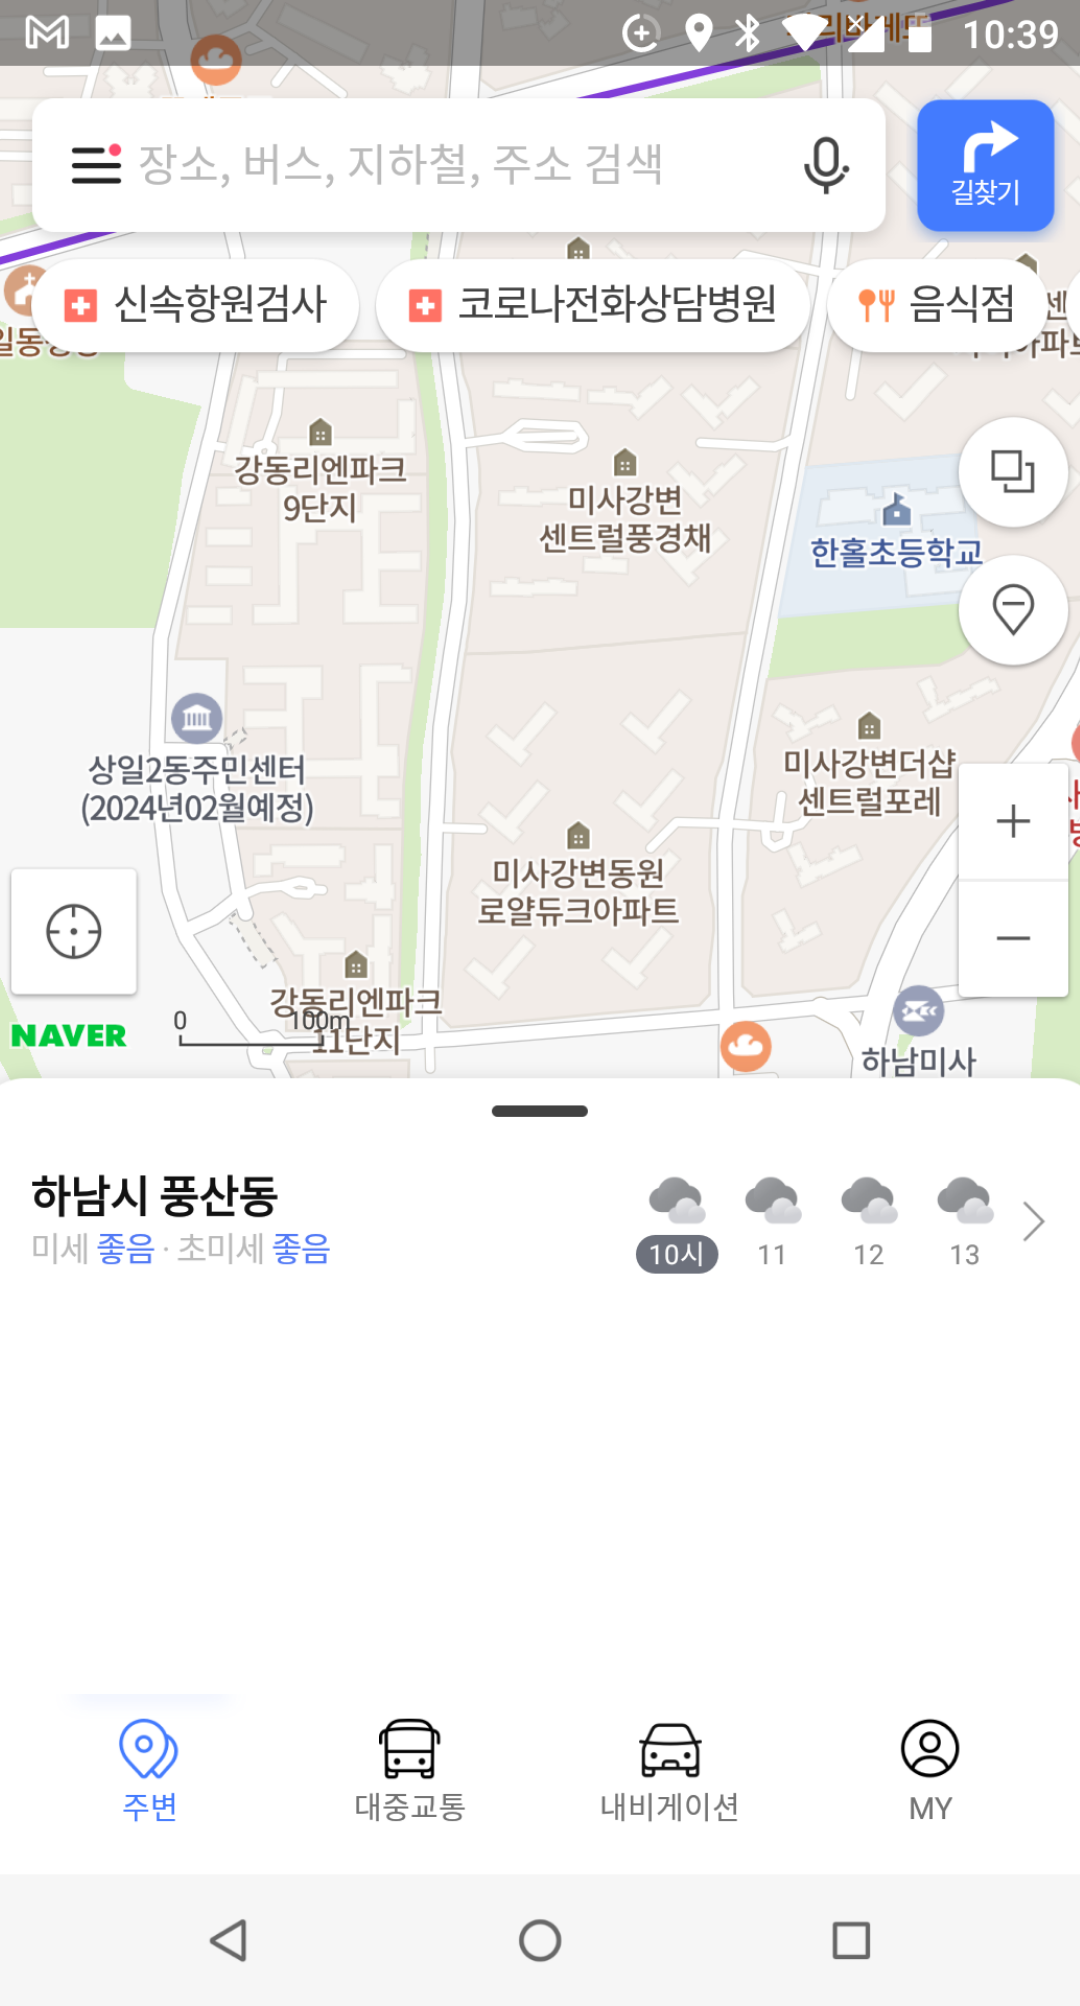 10:39
장소, 버스, 지하철, 주소 검색
길찾기
신속항원검사
코로나전화상담병원
음식점
강동리엔파크
9단지
미사강변
센트럴풍경채
한홀초등학교
상일2동주민센터
(2024년02월예정)
미사강변더샵
센트럴포레
미사강변동원
로얄듀크아파트
강동리엔파크
11단지
하남미사
NAVER
0
100m
하남시 풍산동
미세 좋음 · 초미세 좋음
10시
11
12
13
주변
대중교통
내비게이션
MY